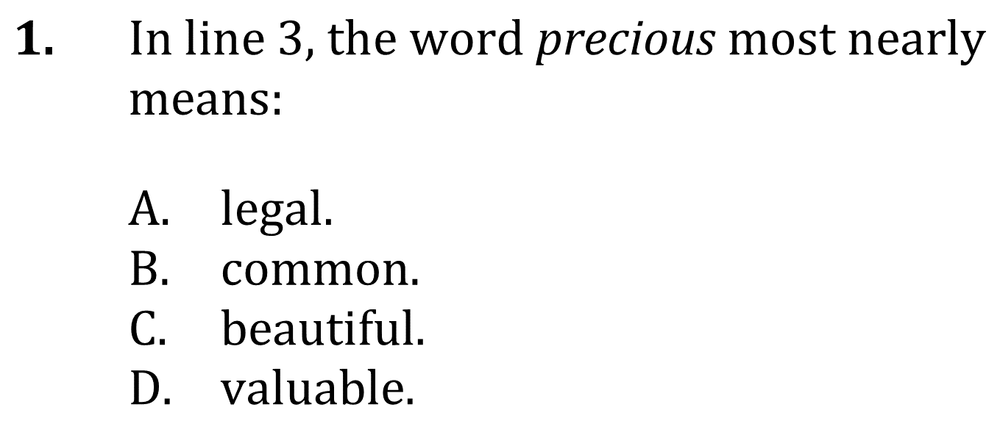 1. In line 3, the word precious most nearly
means:
A. legal.
B. common.
C. beautiful.
D. valuable.